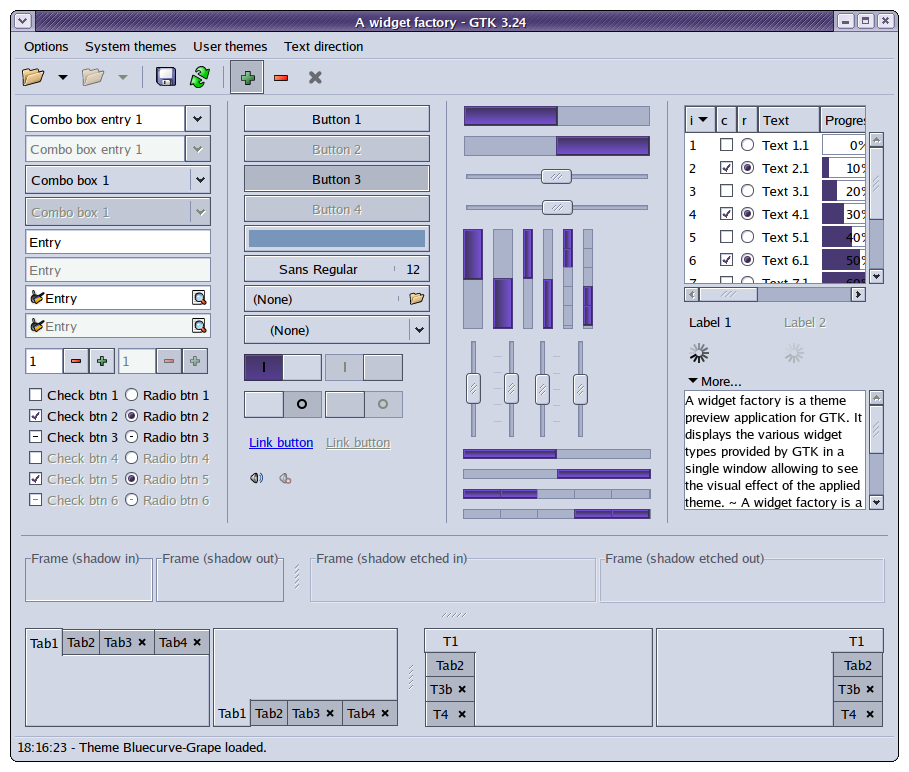 A widget factory - GTK 3.24
Options System themes User themes Text direction
Combo box entry 1
Combo box entry 1
Combo box 1
Combo box 1
Entry
Entry
Entry
Entry
1 1
Check btn 1 Radio btn 1
Check btn 2 Radio btn 2
Check btn 3 Radio btn 3
Check btn 4 Radio btn 4
Check btn 5 Radio btn 5
Check btn 6 Radio btn 6
Button 1
Button 2
Button 3
Button 4
Sans Regular 12
(None)
(None)
Link button Link button
i c r Text Progres
1 Text 1.1 0%
2 Text 2.1 10%
3 Text 3.1 20%
4 Text 4.1 30%
5 Text 5.1 40%
6 Text 6.1 50%
7 Text 7.1 60%
Label 1 Label 2
More...
A widget factory is a theme
preview application for GTK. It
displays the various widget
types provided by GTK in a
single window allowing to see
the visual effect of the applied
theme. ~ A widget factory is a
Frame (shadow in) Frame (shadow out) Frame (shadow etched in) Frame (shadow etched out)
Tab1 Tab2 Tab3 Tab4
Tab1 Tab2 Tab3 Tab4
T1
Tab2
T3b
T4
T1
Tab2
T3b
T4
18:16:23 - Theme Bluecurve-Grape loaded.